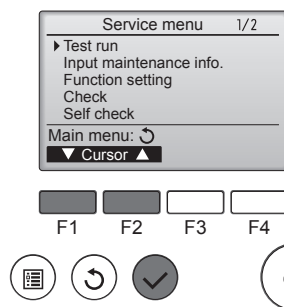 Service menu 1/2
Test run
Input maintenance info.
Function setting
Check
Self check
Main menu:
▼ Cursor ▲
F1 F2 F3 F4